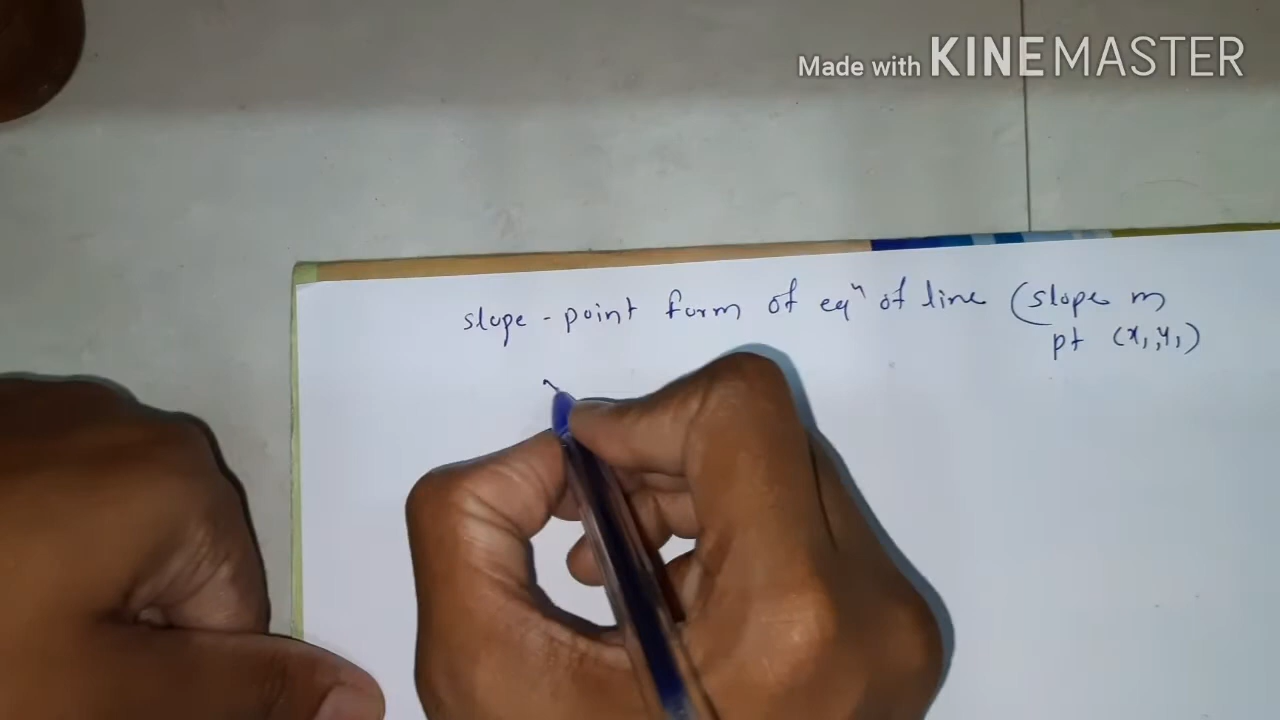 Made with KINEMASTER
slope - point form of eqⁿ of line (slope m
pt (x₁, y₁)